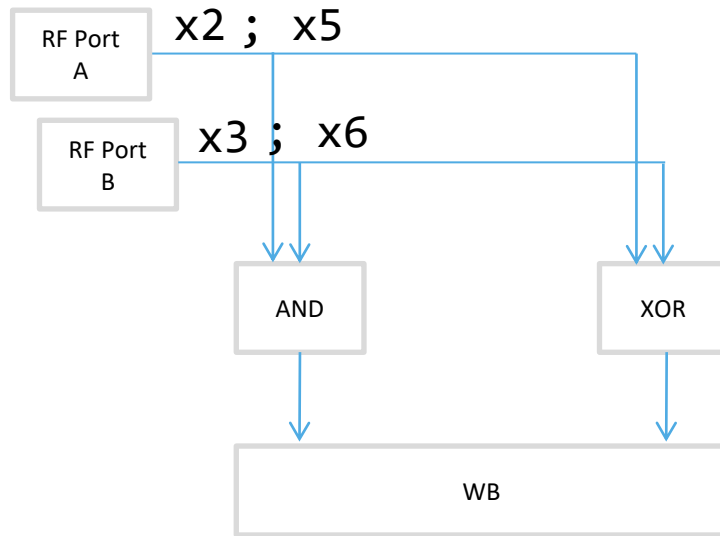 RF Port
A
x2 ; x5
RF Port
B
x3 ; x6
AND
XOR
WB